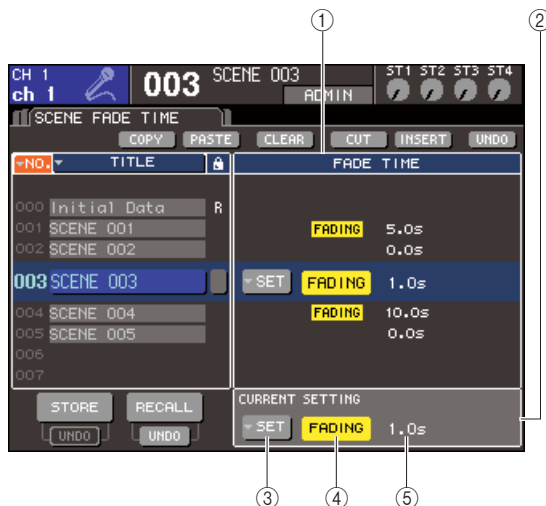 ① ②
CH 1 003 SCENE 003 ST1 ST2 ST3 ST4
ch 1 ADMIN
SCENE FADE TIME
COPY PASTE CLEAR CUT INSERT UNDO
NO. TITLE FADE TIME
000 Initial Data R
001 SCENE 001 FADING 5.0s
002 SCENE 002 0.0s
003 SCENE 003 SET FADING 1.0s
004 SCENE 004 FADING 10.0s
005 SCENE 005 0.0s
006
007
STORE RECALL CURRENT SETTING
UNDO UNDO SET FADING 1.0s
③ ④ ⑤